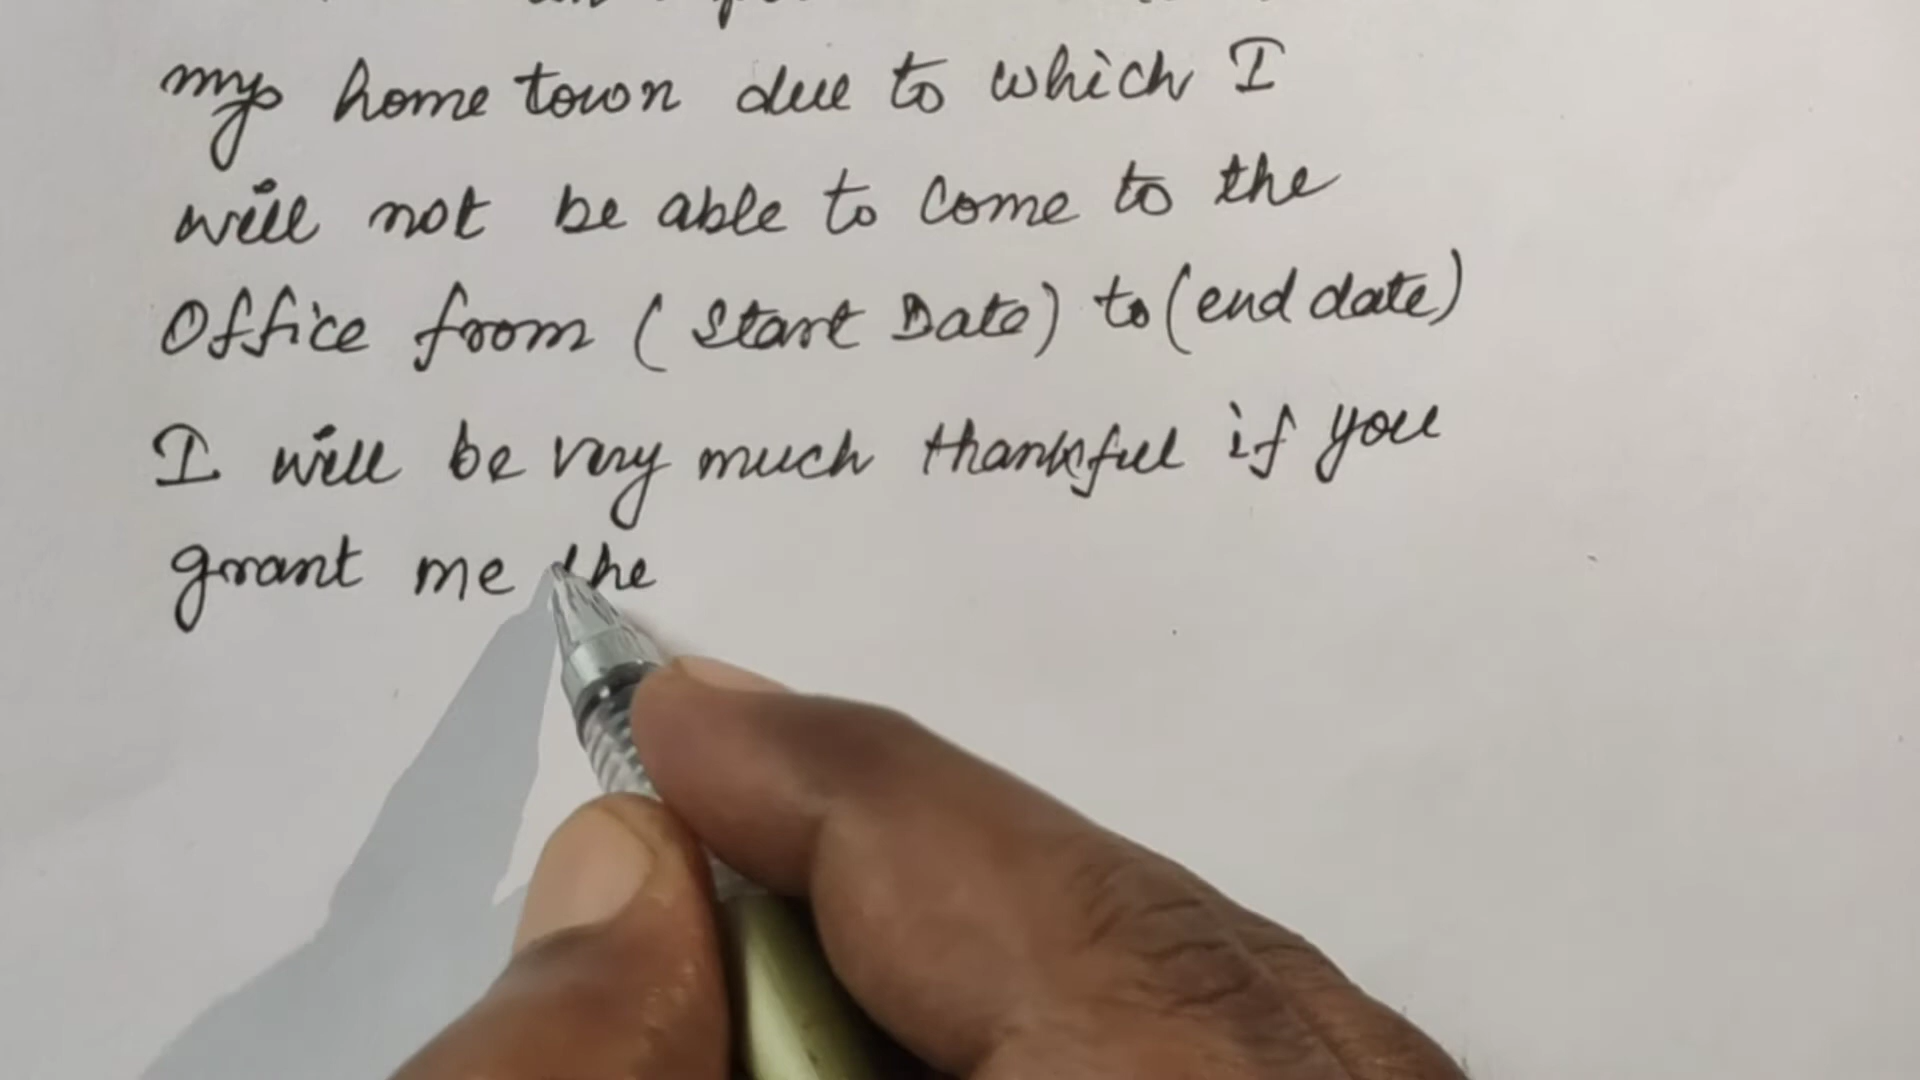 an
my home town due to which I
will not be able to come to the
Office from (Start Date) to (end date)
I will be very much thankful if you
grant me the